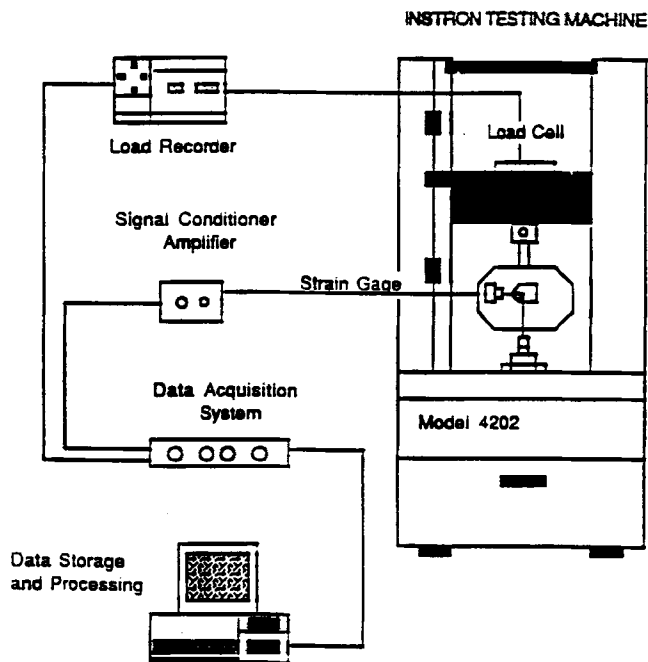 INSTRON TESTING MACHINE
Load Cell
Load Recorder
Signal Conditioner
Amplifier
Strain Gage
Data Acquisition
System
Model 4202
Data Storage
and Processing